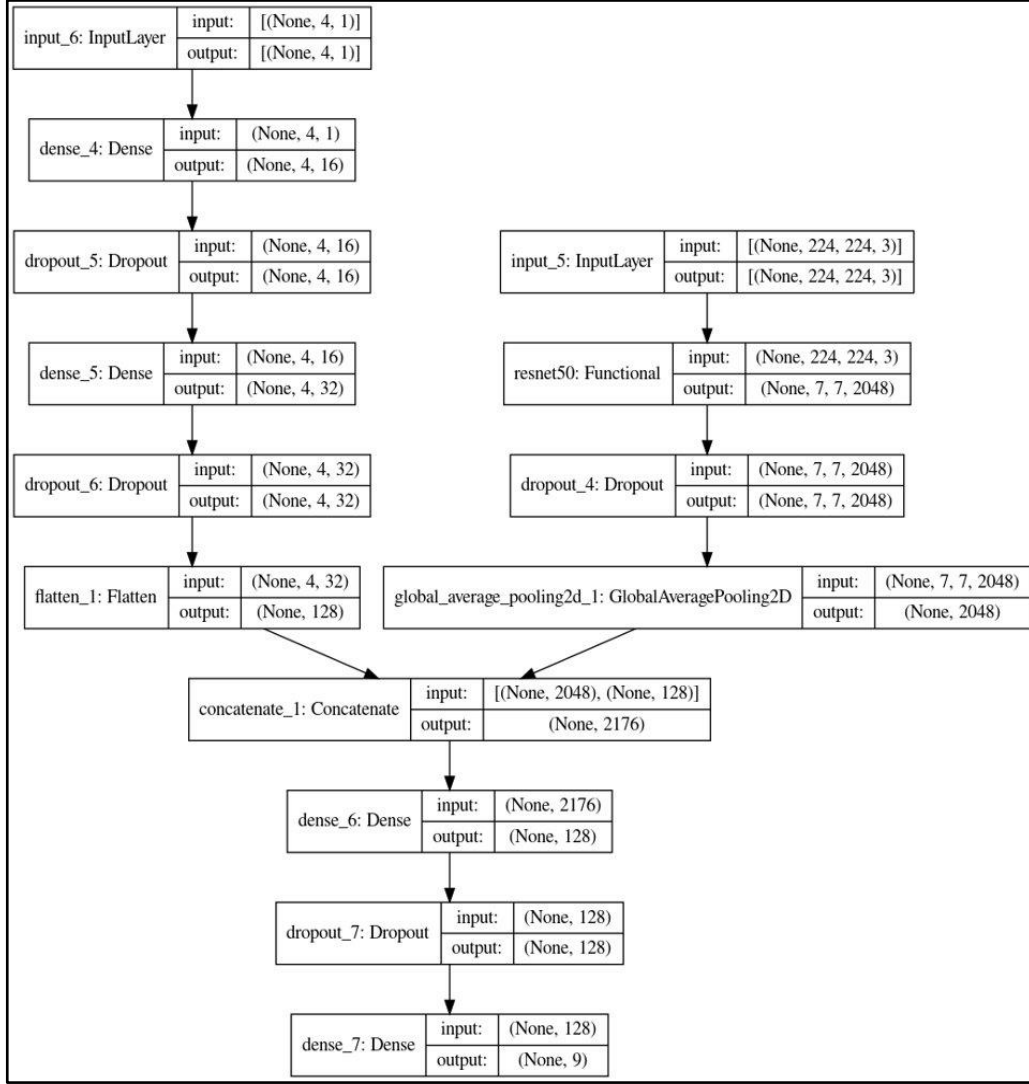 input_6: InputLayer input: [(None, 4, 1)]
output: [(None, 4, 1)]
dense_4: Dense input: (None, 4, 1)
output: (None, 4, 16)
dropout_5: Dropout input: (None, 4, 16)
output: (None, 4, 16)
dense_5: Dense input: (None, 4, 16)
output: (None, 4, 32)
dropout_6: Dropout input: (None, 4, 32)
output: (None, 4, 32)
flatten_1: Flatten input: (None, 4, 32)
output: (None, 128)
input_5: InputLayer input: [(None, 224, 224, 3)]
output: [(None, 224, 224, 3)]
resnet50: Functional input: (None, 224, 224, 3)
output: (None, 7, 7, 2048)
dropout_4: Dropout input: (None, 7, 7, 2048)
output: (None, 7, 7, 2048)
global_average_pooling2d_1: GlobalAveragePooling2D input: (None, 7, 7, 2048)
output: (None, 2048)
concatenate_1: Concatenate input: [(None, 2048), (None, 128)]
output: (None, 2176)
dense_6: Dense input: (None, 2176)
output: (None, 128)
dropout_7: Dropout input: (None, 128)
output: (None, 128)
dense_7: Dense input: (None, 128)
output: (None, 9)